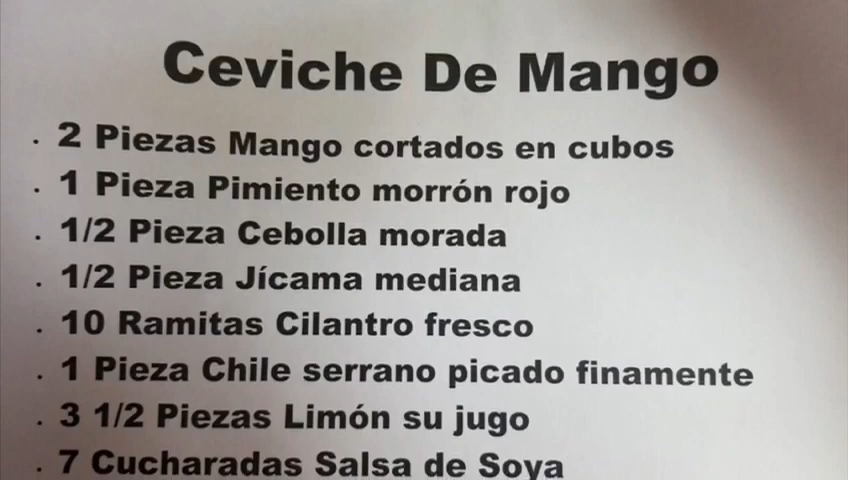 Ceviche De Mango
. 2 Piezas Mango cortados en cubos
. 1 Pieza Pimiento morrón rojo
. 1/2 Pieza Cebolla morada
. 1/2 Pieza Jícama mediana
. 10 Ramitas Cilantro fresco
. 1 Pieza Chile serrano picado finamente
. 3 1/2 Piezas Limón su jugo
. 7 Cucharadas Salsa de Soya